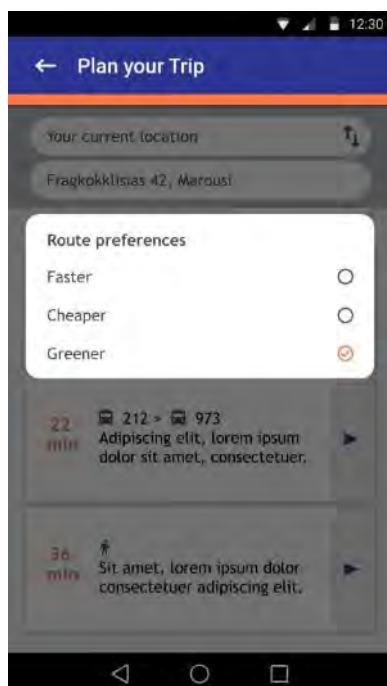 12:30
Plan your Trip
Your current location
Fragkokklisias 42, Marousi
Route preferences
Faster
Cheaper
Greener
22
min
212 > 973
Adipiscing elit, lorem ipsum
dolor sit amet, consectetuer.
36
min
Sit amet, lorem ipsum dolor
consectetuer adipiscing elit.